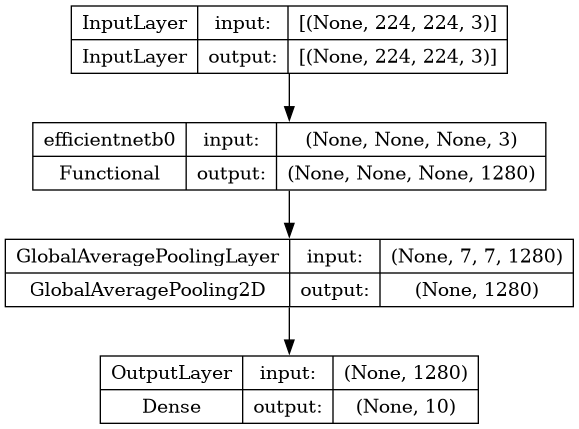 InputLayer input: [(None, 224, 224, 3)]
InputLayer output: [(None, 224, 224, 3)]
efficientnetb0 input: (None, None, None, 3)
Functional output: (None, None, None, 1280)
GlobalAveragePoolingLayer input: (None, 7, 7, 1280)
GlobalAveragePooling2D output: (None, 1280)
OutputLayer input: (None, 1280)
Dense output: (None, 10)